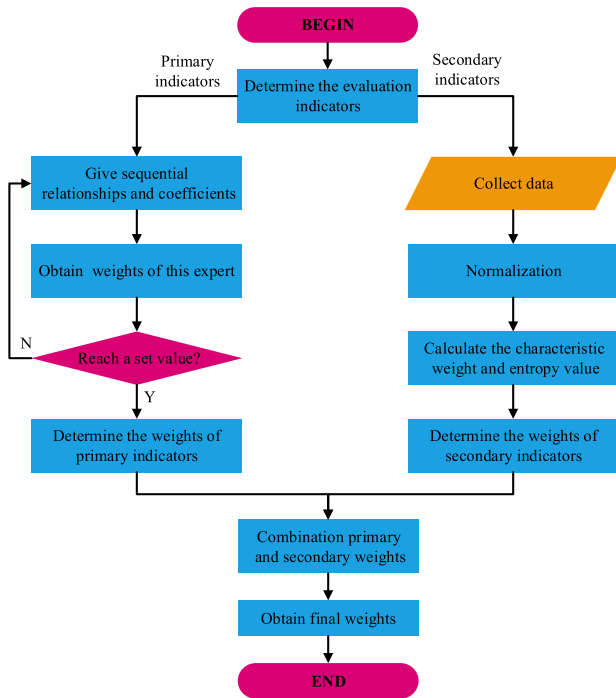 BEGIN
Primary
indicators
Secondary
indicators
Determine the evaluation
indicators
Give sequential
relationships and coefficients
Collect data
Obtain weights of this expert
Normalization
N
Reach a set value?
Calculate the characteristic
weight and entropy value
Y
Determine the weights of
primary indicators
Determine the weights of
secondary indicators
Combination primary
and secondary weights
Obtain final weights
END